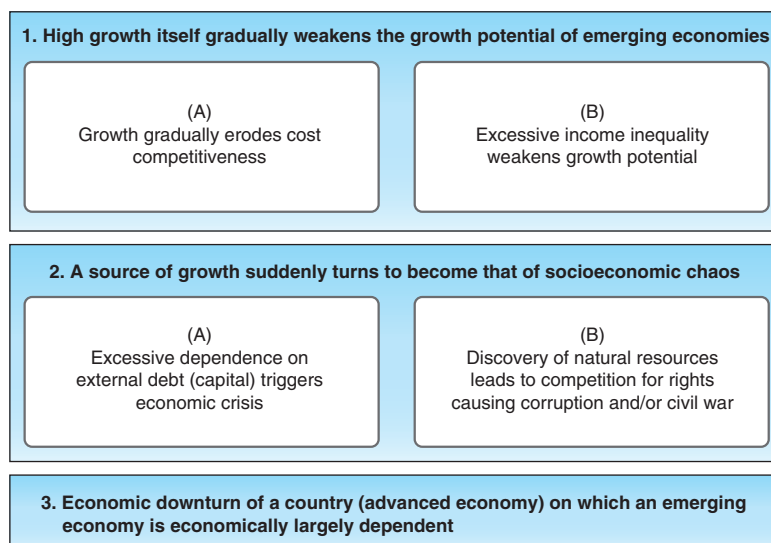 1. High growth itself gradually weakens the growth potential of emerging economies
(A)
Growth gradually erodes cost
competitiveness
(B)
Excessive income inequality
weakens growth potential
2. A source of growth suddenly turns to become that of socioeconomic chaos
(A)
Excessive dependence on
external debt (capital) triggers
economic crisis
(B)
Discovery of natural resources
leads to competition for rights
causing corruption and/or civil war
3. Economic downturn of a country (advanced economy) on which an emerging
economy is economically largely dependent